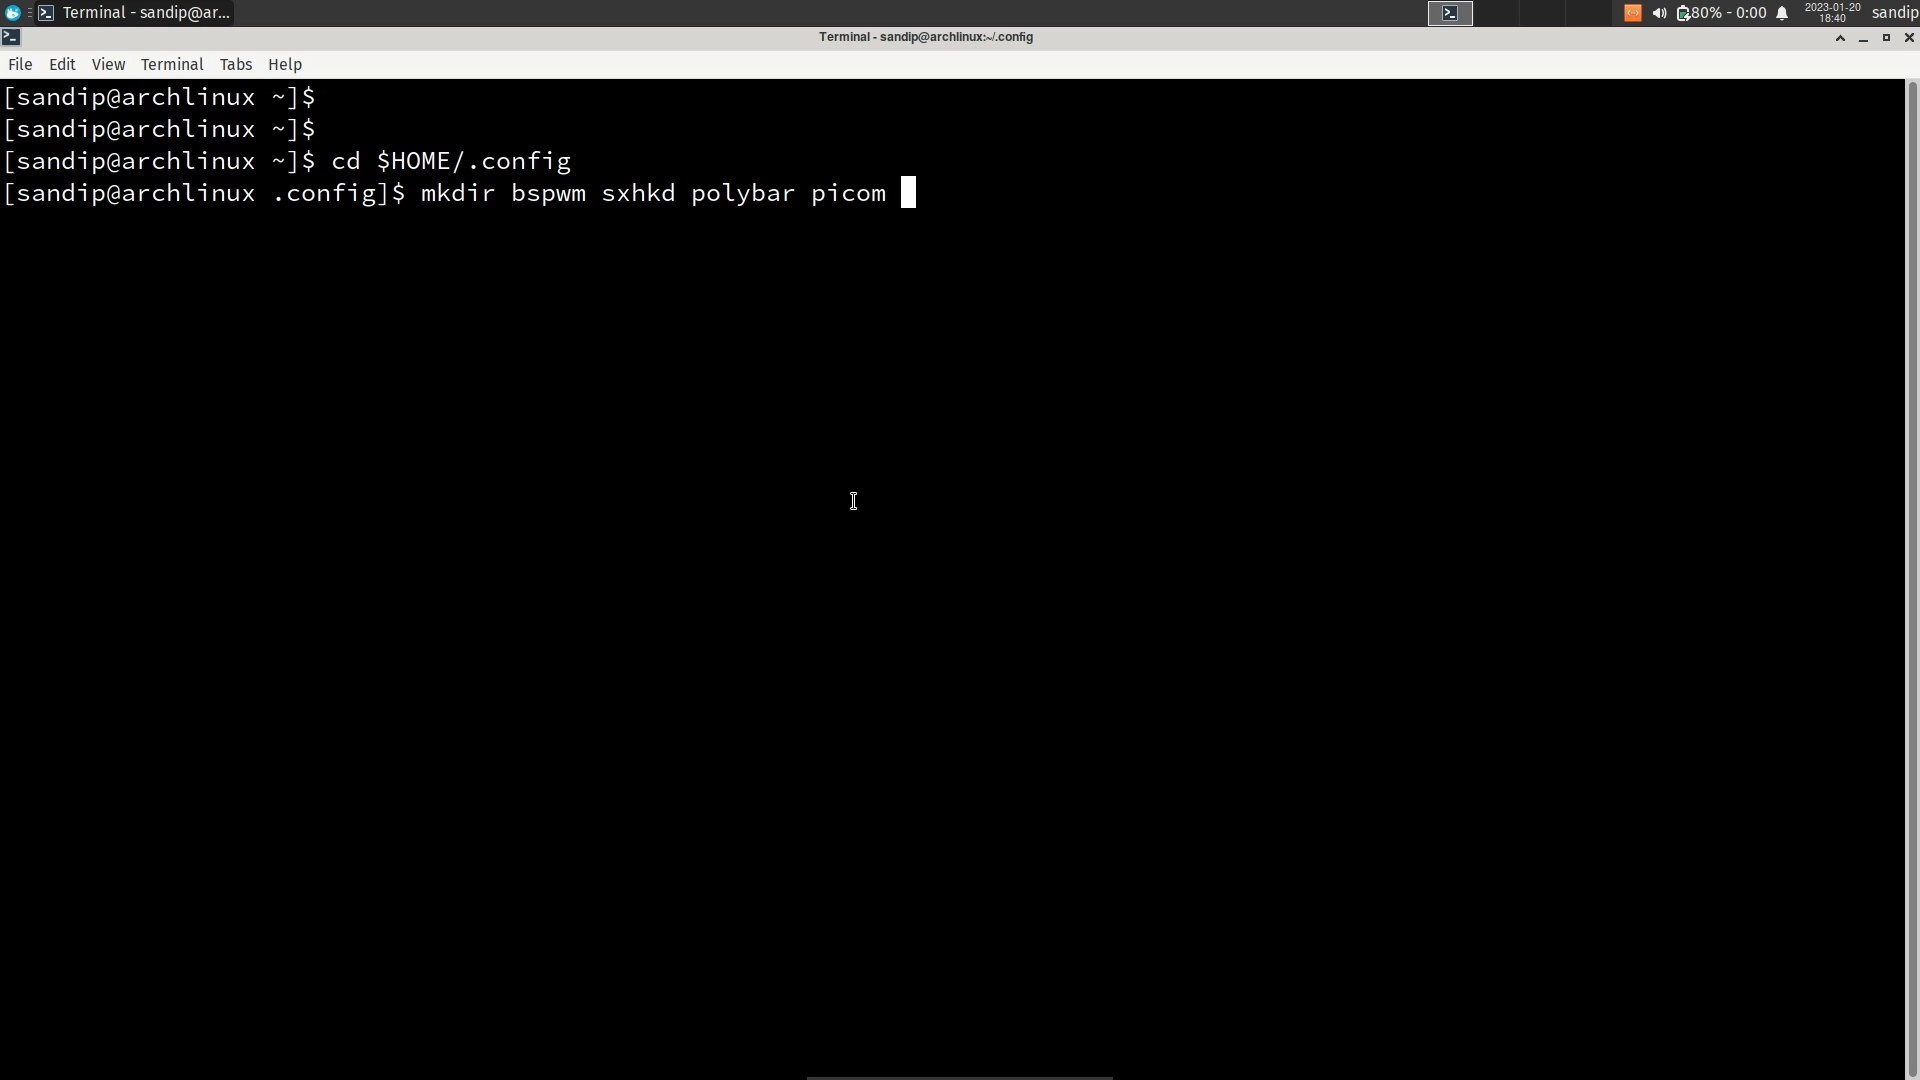 Terminal - sandip@ar...
80% - 0:00
2023-01-20
18:40
sandip
Terminal - sandip@archlinux:~/.config
File Edit View Terminal Tabs Help
[sandip@archlinux ~]$
[sandip@archlinux ~]$
[sandip@archlinux ~]$ cd $HOME/.config
[sandip@archlinux .config]$ mkdir bspwm sxhkd polybar picom